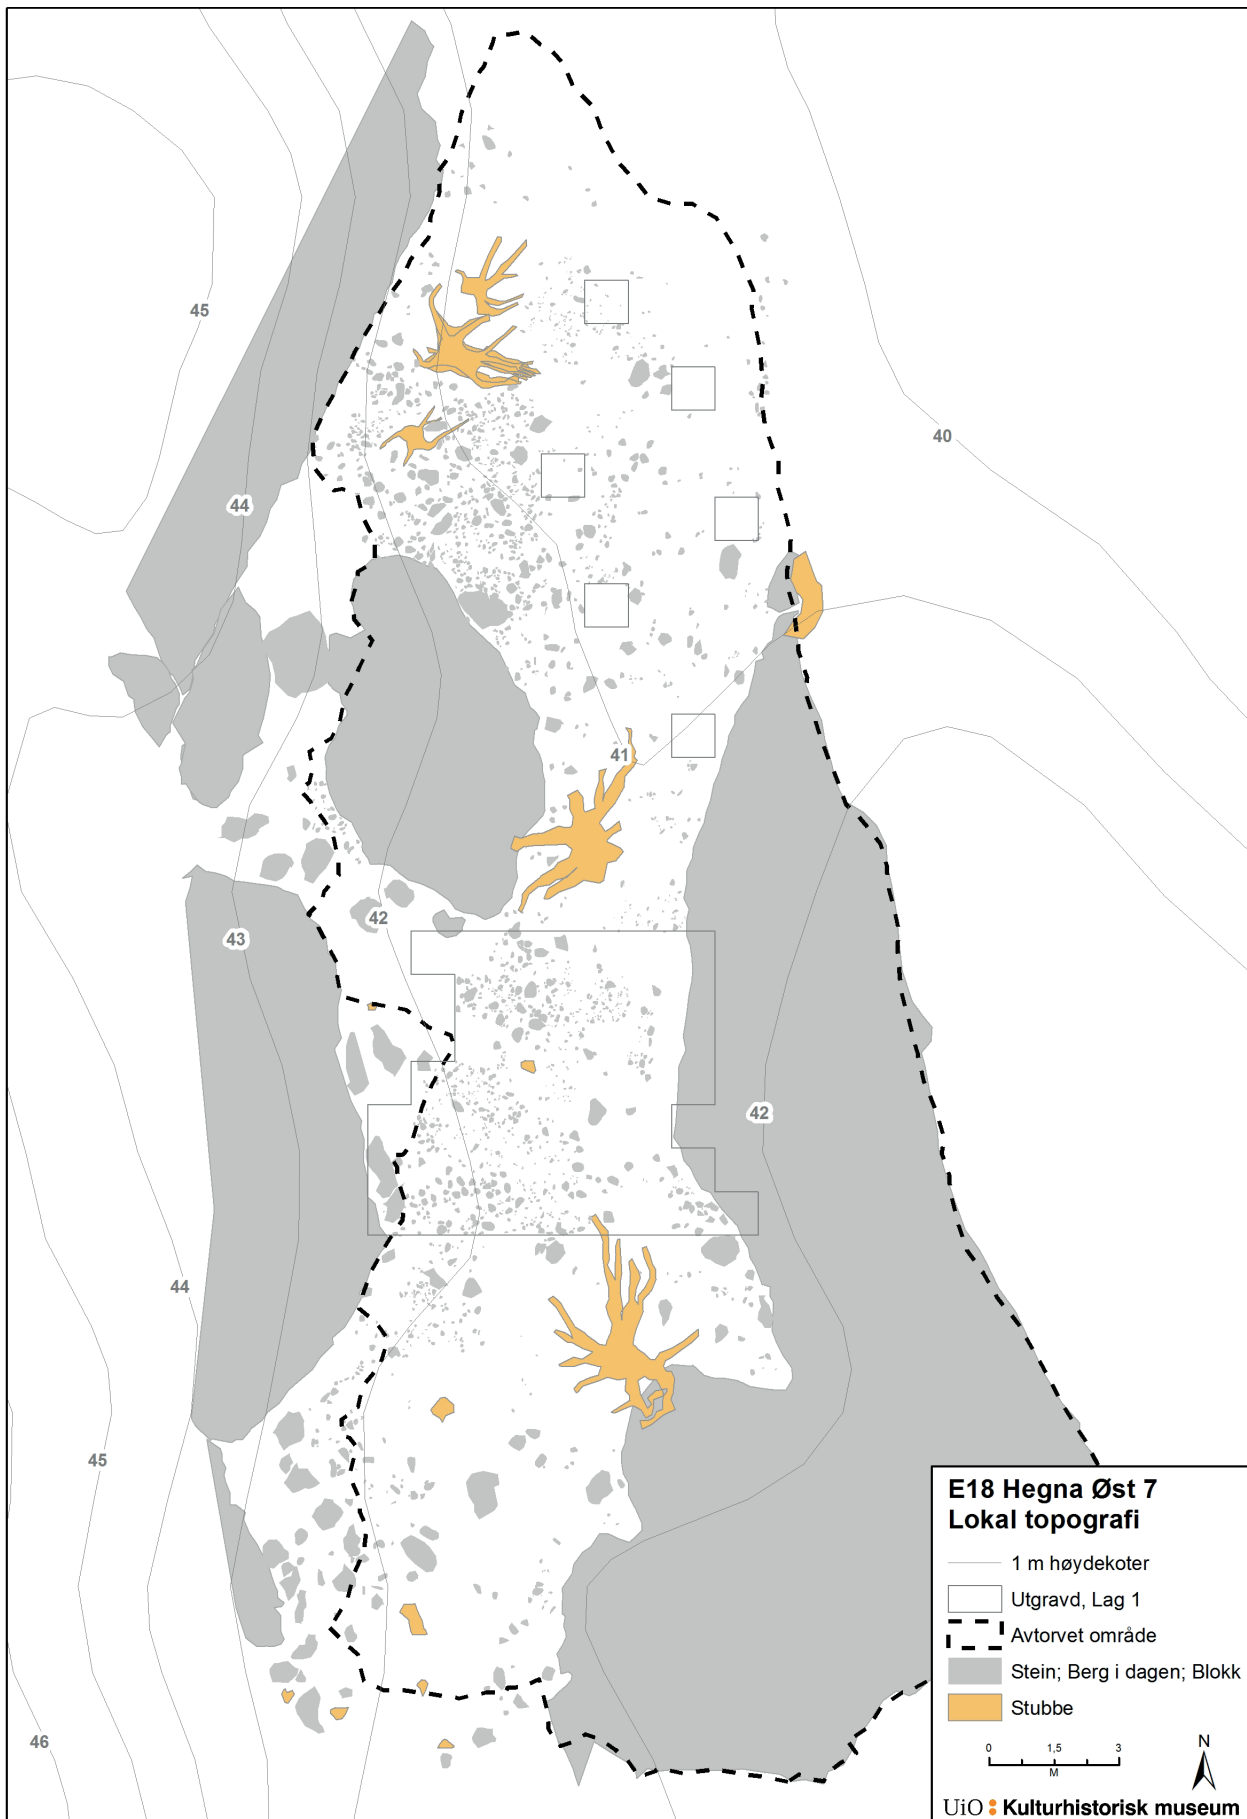 45
44
40
41
42
43
42
44
45
46
E18 Hegna Øst 7
Lokal topografi
1 m høydekoter
Utgravd, Lag 1
Avtorvet område
Stein; Berg i dagen; Blokk
Stubbe
0 1,5 3
M
N
UiO : Kulturhistorisk museum